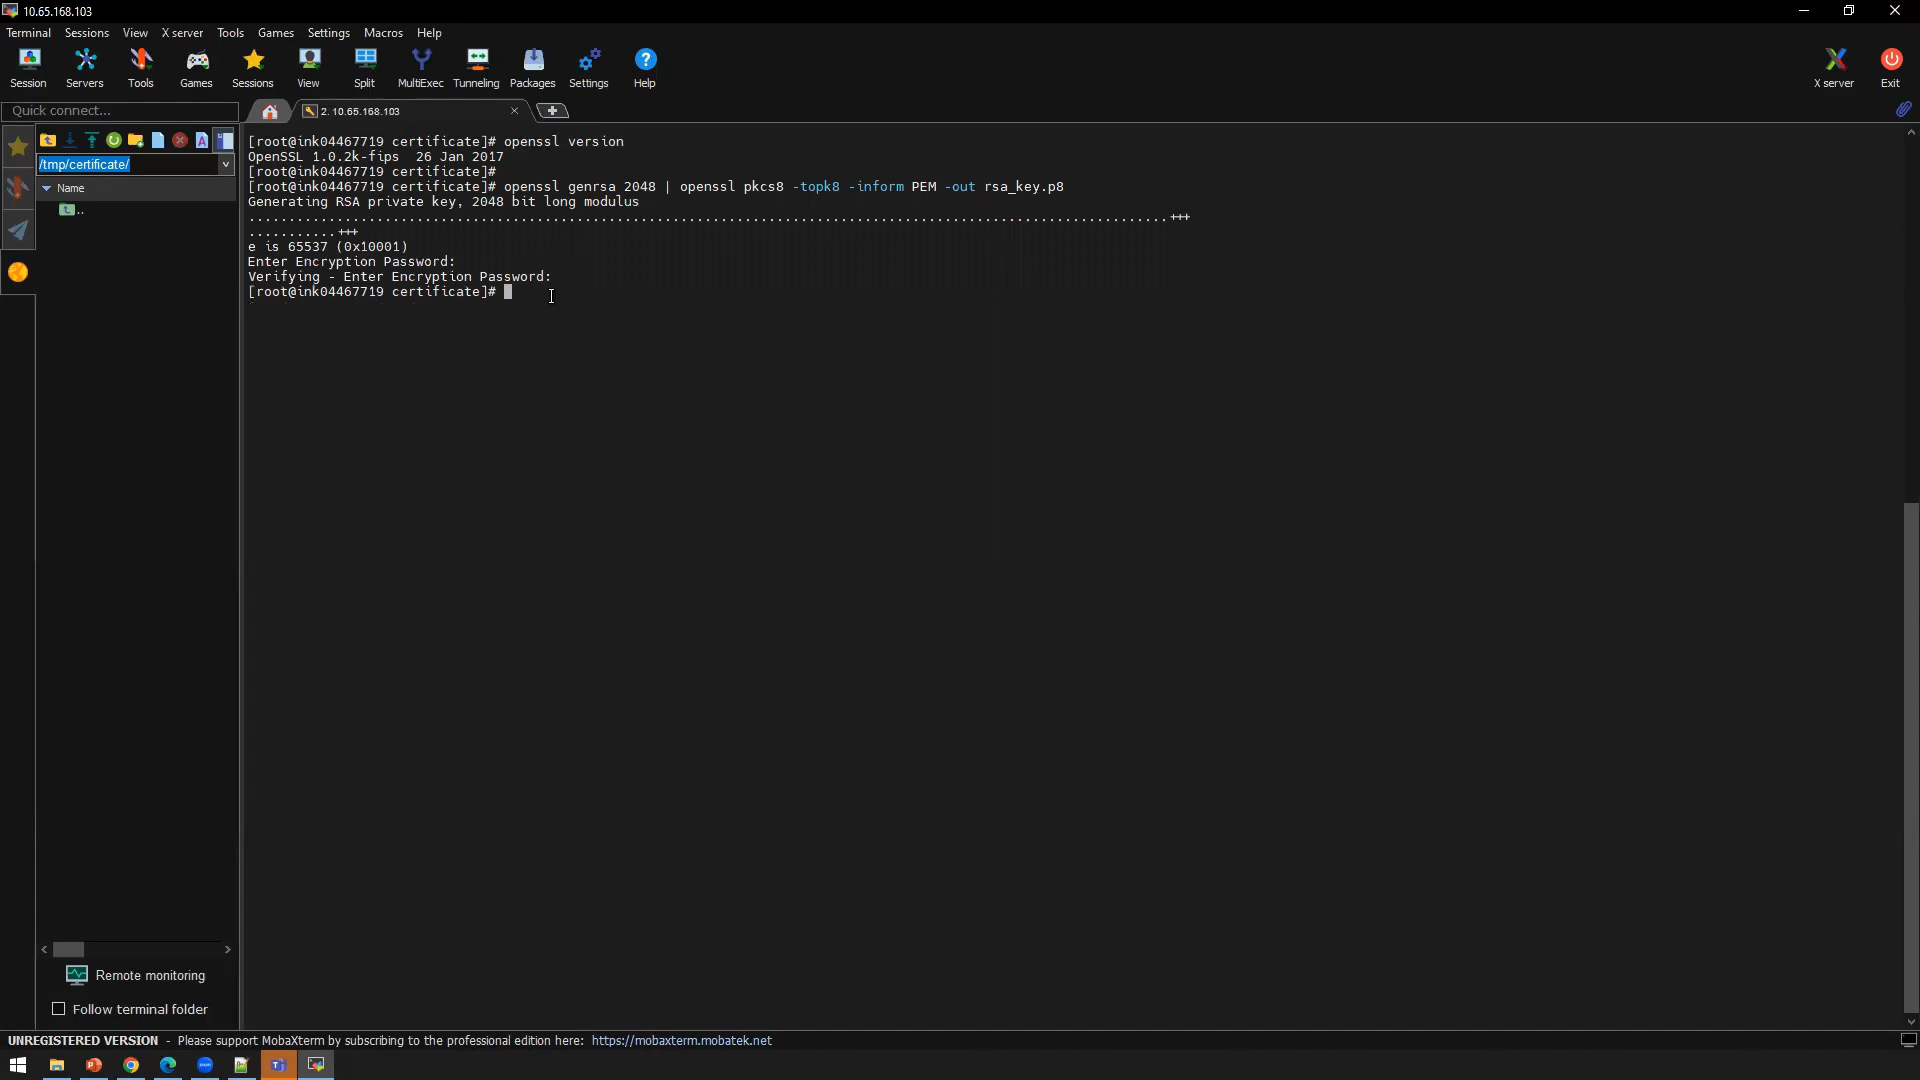 10.65.168.103
Terminal Sessions View X server Tools Games Settings Macros Help
Session Servers Tools Games Sessions View Split MultiExec Tunneling Packages Settings Help X server Exit
Quick connect...
2. 10.65.168.103
/tmp/certificate/
Name
..
[root@ink04467719 certificate]# openssl version
OpenSSL 1.0.2k-fips  26 Jan 2017
[root@ink04467719 certificate]#
[root@ink04467719 certificate]# openssl genrsa 2048 | openssl pkcs8 -topk8 -inform PEM -out rsa_key.p8
Generating RSA private key, 2048 bit long modulus
...................................................................................................................+++
...........+++
e is 65537 (0x10001)
Enter Encryption Password:
Verifying - Enter Encryption Password:
[root@ink04467719 certificate]#
Remote monitoring
Follow terminal folder
UNREGISTERED VERSION - Please support MobaXterm by subscribing to the professional edition here: https://mobaxterm.mobatek.net